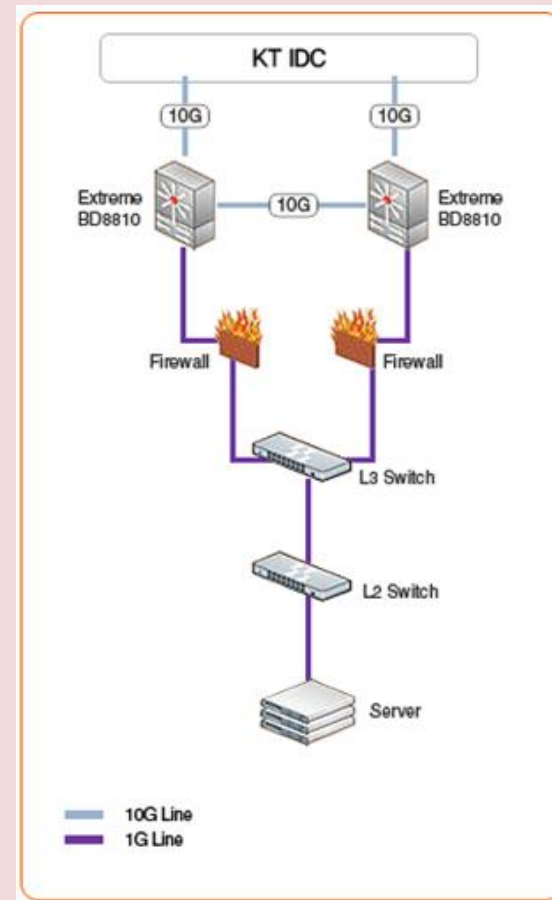 KT IDC
10G
10G
Extreme
BD8810
10G
Extreme
BD8810
Firewall
Firewall
L3 Switch
L2 Switch
Server
10G Line
1G Line